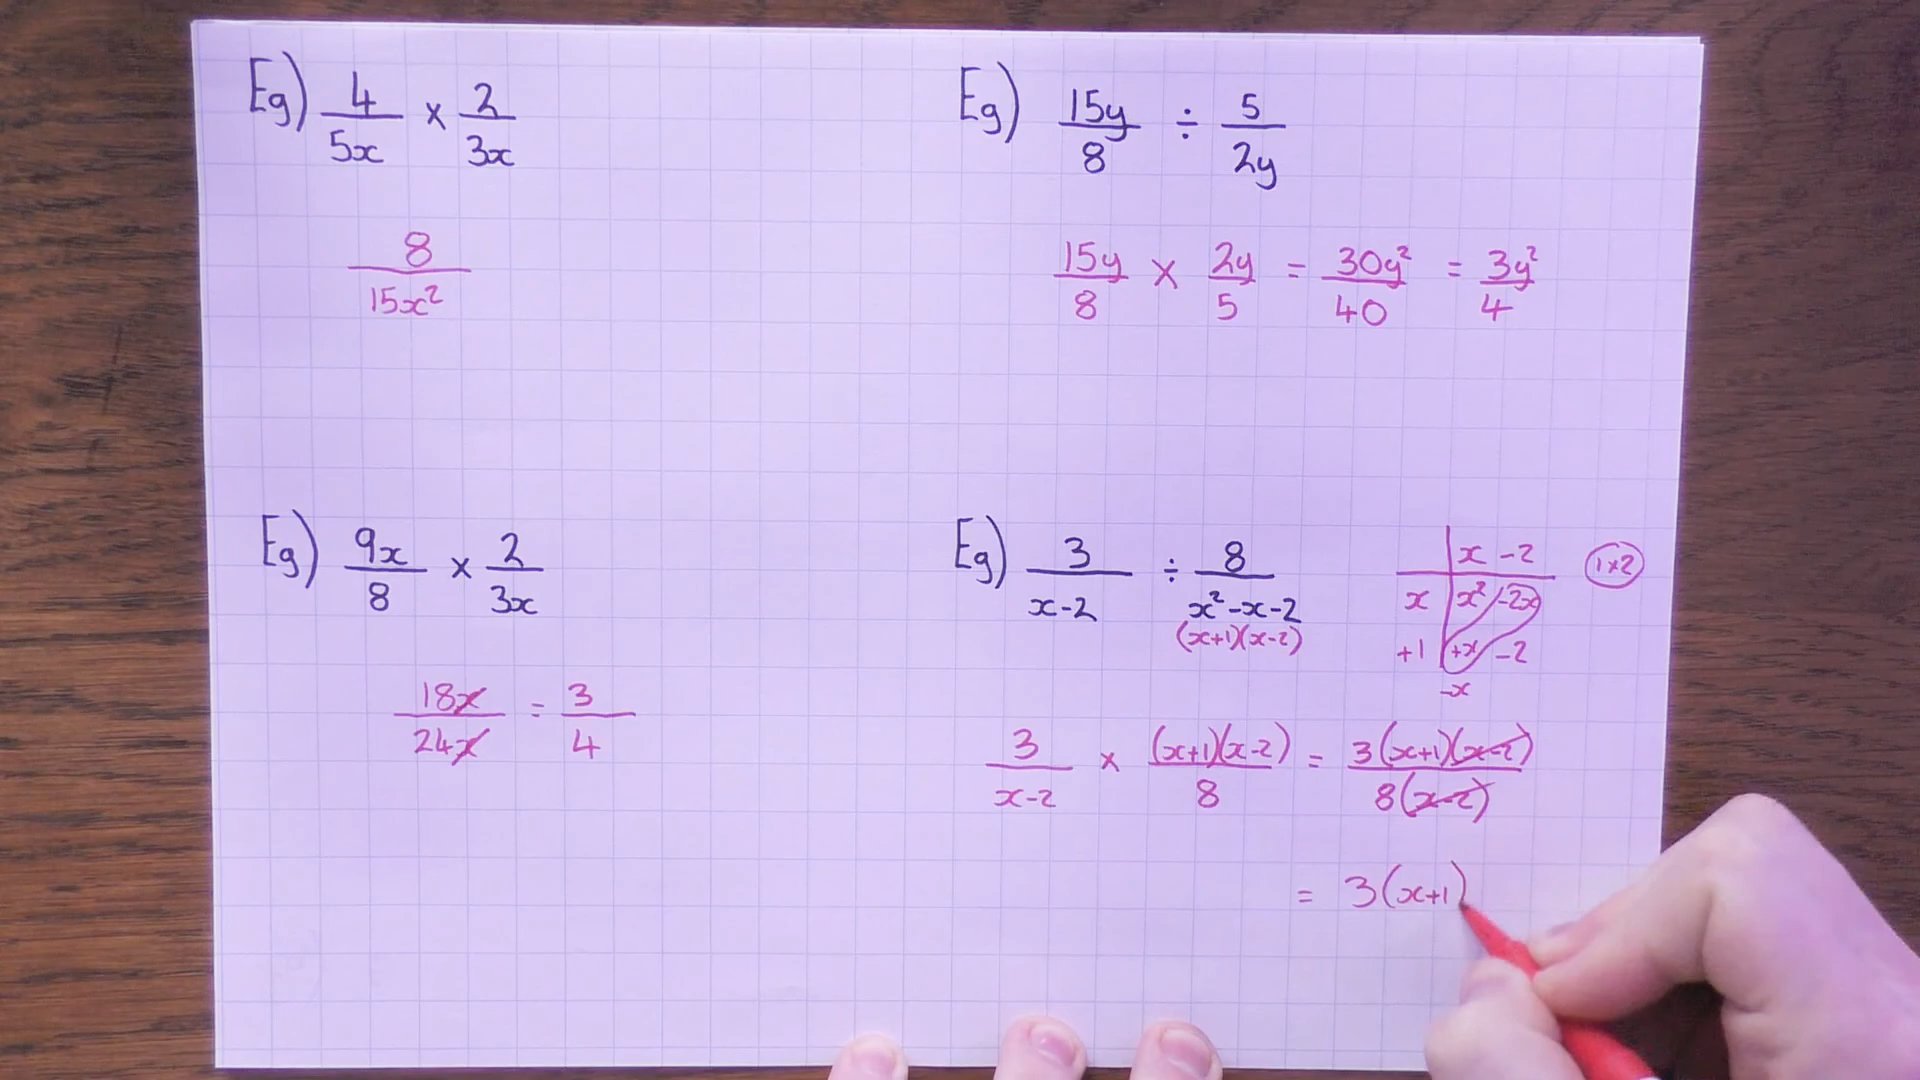 Eg) 4/5x × 2/3x
8/15x²
Eg) 15y/8 ÷ 5/2y
15y/8 × 2y/5 = 30y²/40 = 3y²/4
Eg) 9x/8 × 2/3x
18x/24x = 3/4
Eg) 3/x-2 ÷ 8/x²-x-2
(x+1)(x-2)
x -2
x x² -2x
+1 +x -2
-x
1×2
3/x-2 × (x+1)(x-2)/8 = 3(x+1)(x-2)/8(x-2)
= 3(x+1)